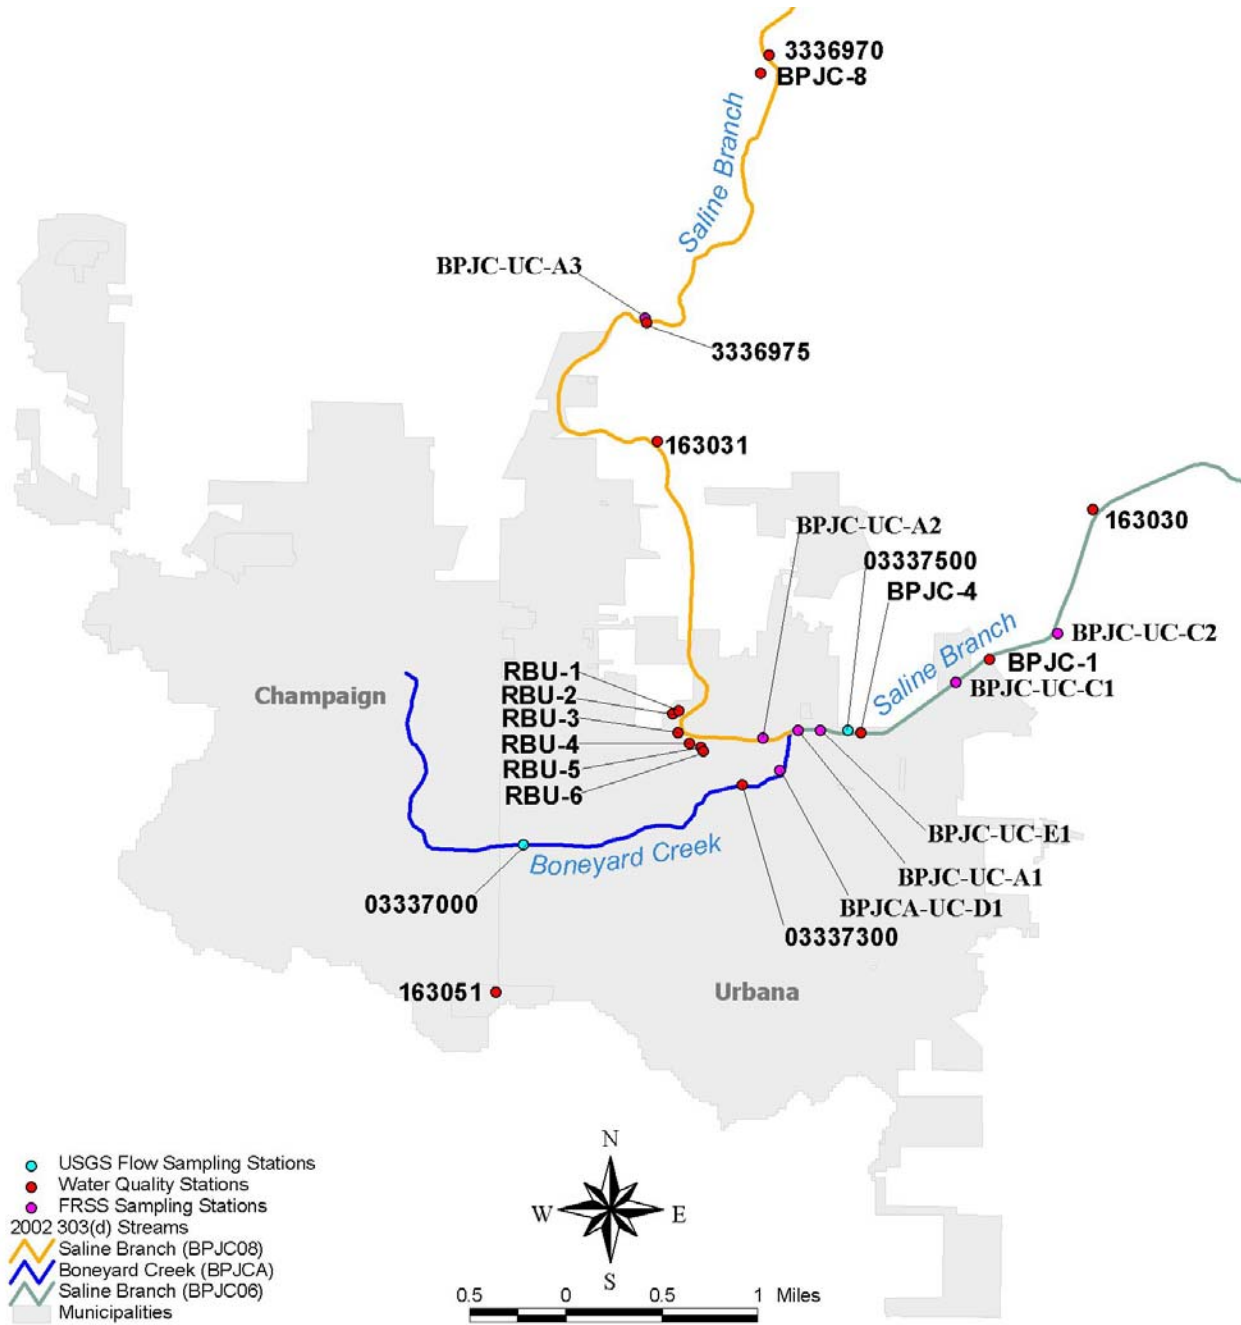 3336970
BPJC-8
Saline Branch
BPJC-UC-A3
3336975
163031
163030
BPJC-UC-A2
03337500
BPJC-4
BPJC-UC-C2
Saline Branch
BPJC-1
BPJC-UC-C1
RBU-1
RBU-2
RBU-3
RBU-4
RBU-5
RBU-6
Champaign
BPJC-UC-E1
Boneyard Creek
BPJC-UC-A1
03337000
BPJCA-UC-D1
03337300
163051
Urbana
N
W
E
S
USGS Flow Sampling Stations
Water Quality Stations
FRSS Sampling Stations
2002 303(d) Streams
Saline Branch (BPJC08)
Boneyard Creek (BPJCA)
Saline Branch (BPJC06)
Municipalities
0.5 0 0.5 1 Miles